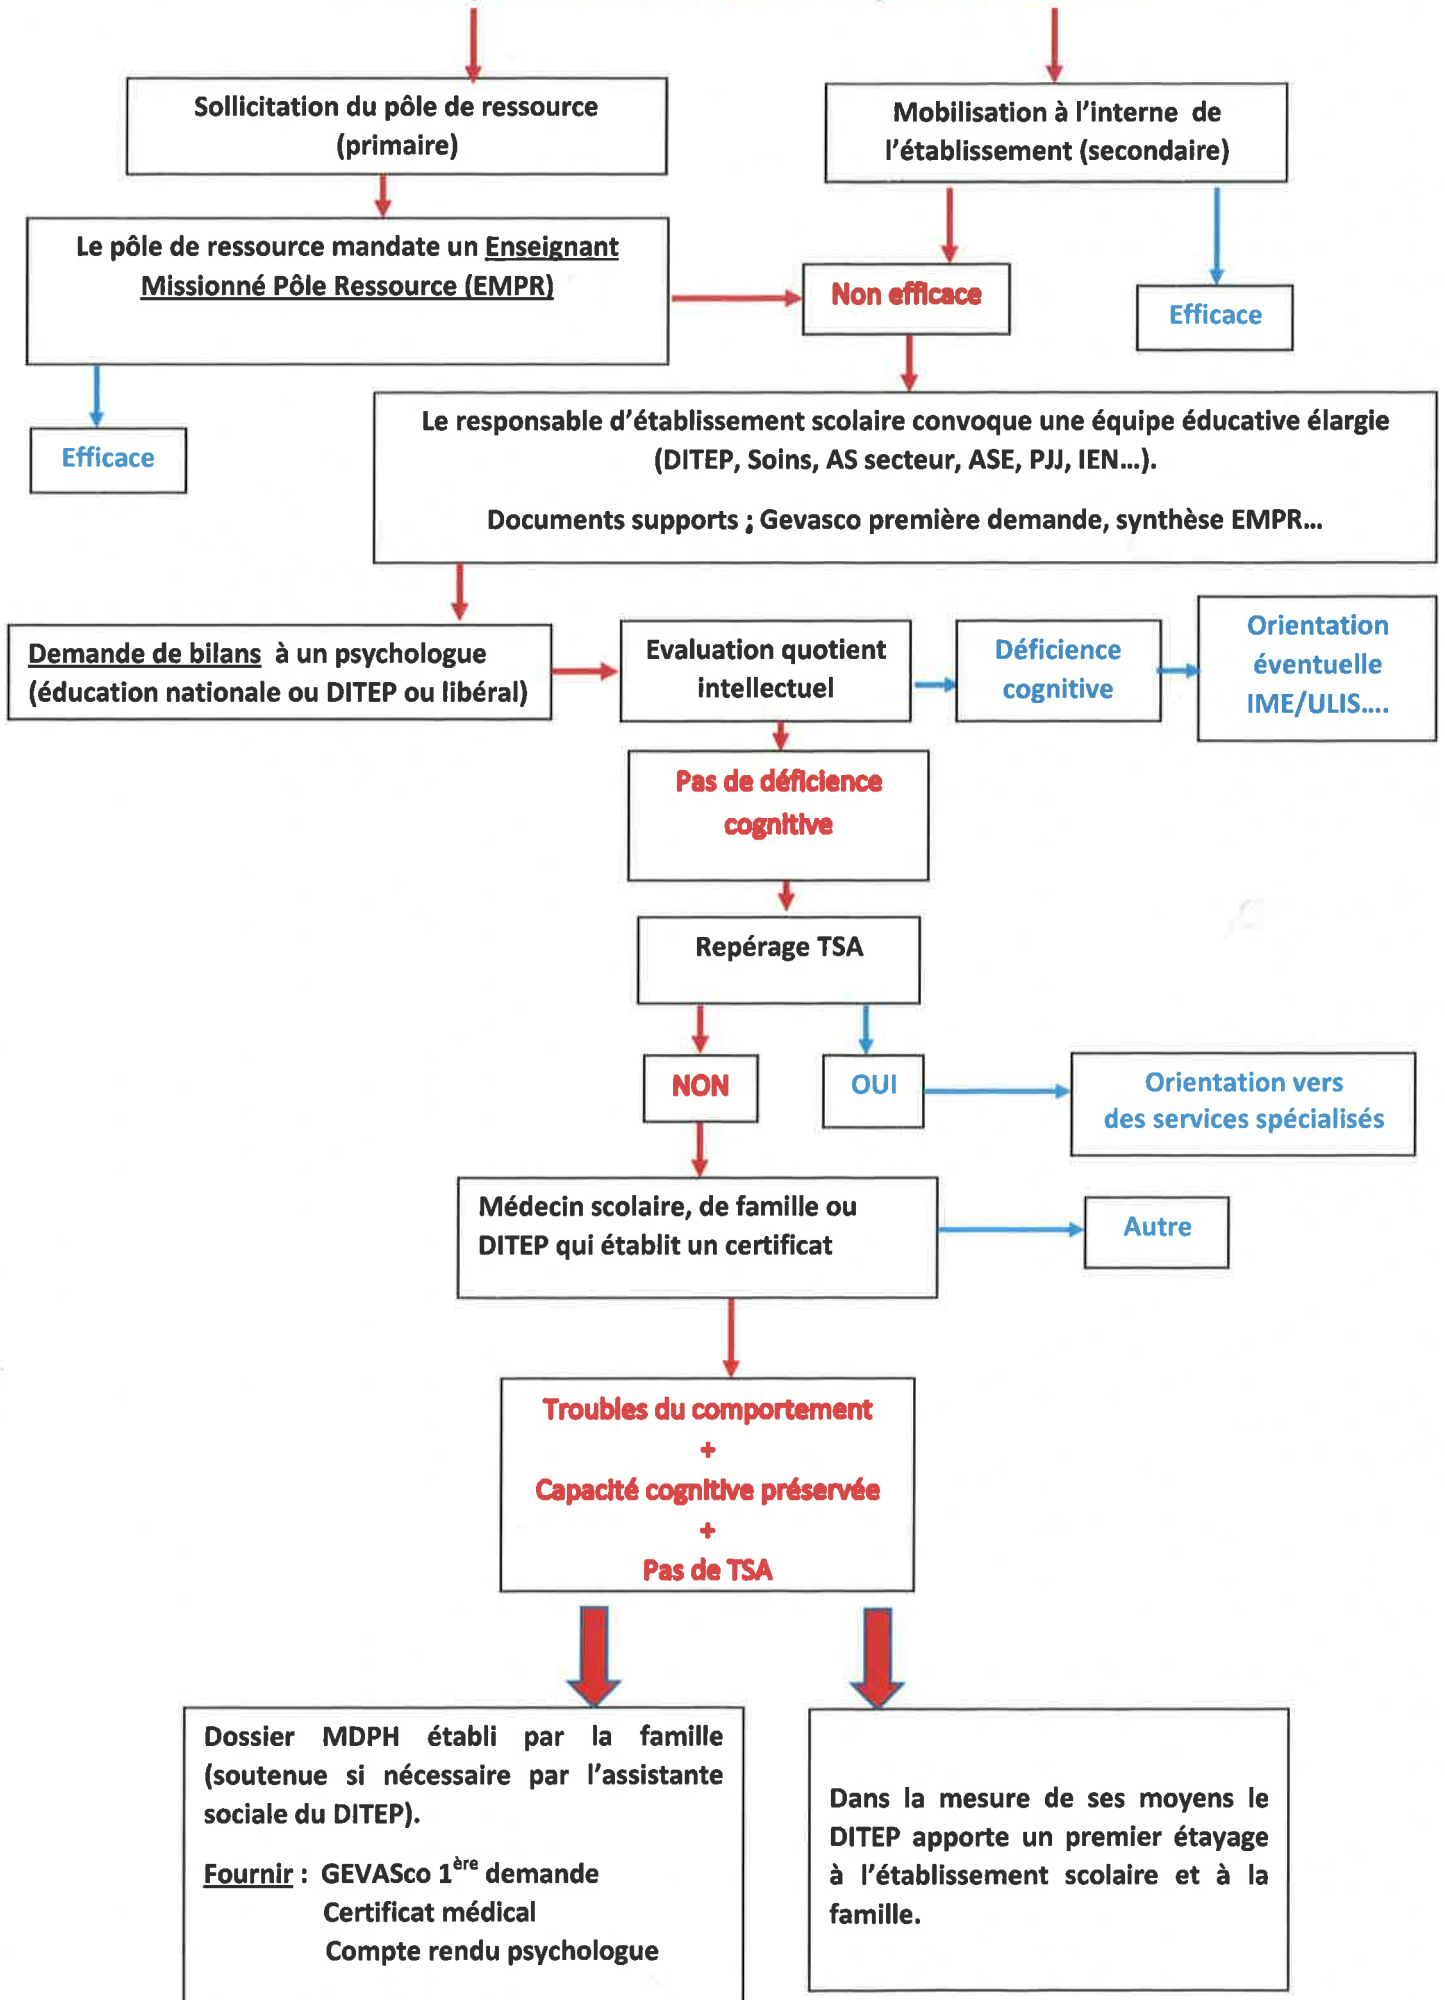 Sollicitation du pôle de ressource
(primaire)
Mobilisation à l'interne de
l'établissement (secondaire)
Le pôle de ressource mandate un Enseignant
Missionné Pôle Ressource (EMPR)
Non efficace
Efficace
Efficace
Le responsable d'établissement scolaire convoque une équipe éducative élargie
(DITEP, Soins, AS secteur, ASE, PJJ, IEN...).
Documents supports ; Gevasco première demande, synthèse EMPR...
Demande de bilans à un psychologue
(éducation nationale ou DITEP ou libéral)
Evaluation quotient
intellectuel
Déficience
cognitive
Orientation
éventuelle
IME/ULIS....
Pas de déficience
cognitive
Repérage TSA
NON
OUI
Orientation vers
des services spécialisés
Médecin scolaire, de famille ou
DITEP qui établit un certificat
Autre
Troubles du comportement
+
Capacité cognitive préservée
+
Pas de TSA
Dossier MDPH établi par la famille
(soutenue si nécessaire par l'assistante
sociale du DITEP).
Fournir : GEVASco 1ère demande
Certificat médical
Compte rendu psychologue
Dans la mesure de ses moyens le
DITEP apporte un premier étayage
à l'établissement scolaire et à la
famille.